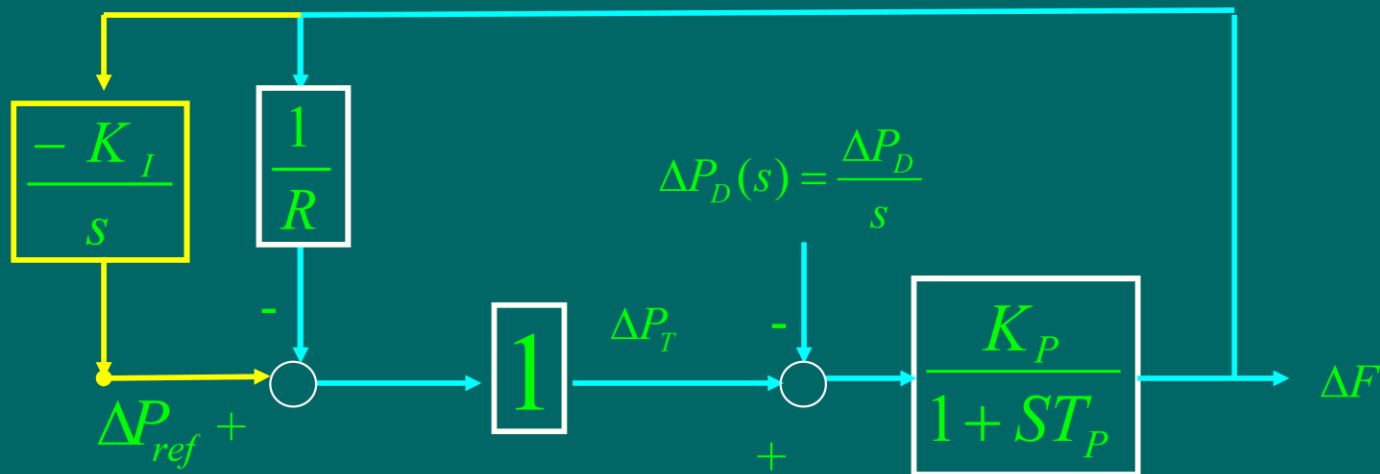 - K_I
s
1
R
ΔP_D(s) = ΔP_D
s
-
-
1
ΔP_T
K_P
1 + ST_P
ΔF
ΔP_ref +
+